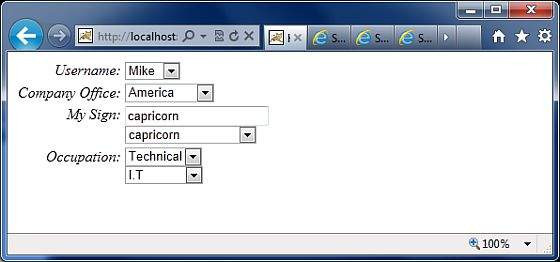 http://localhost:
S...
S...
S...
Username: Mike
Company Office: America
My Sign: capricorn
capricorn
Occupation: Technical
I.T
100%